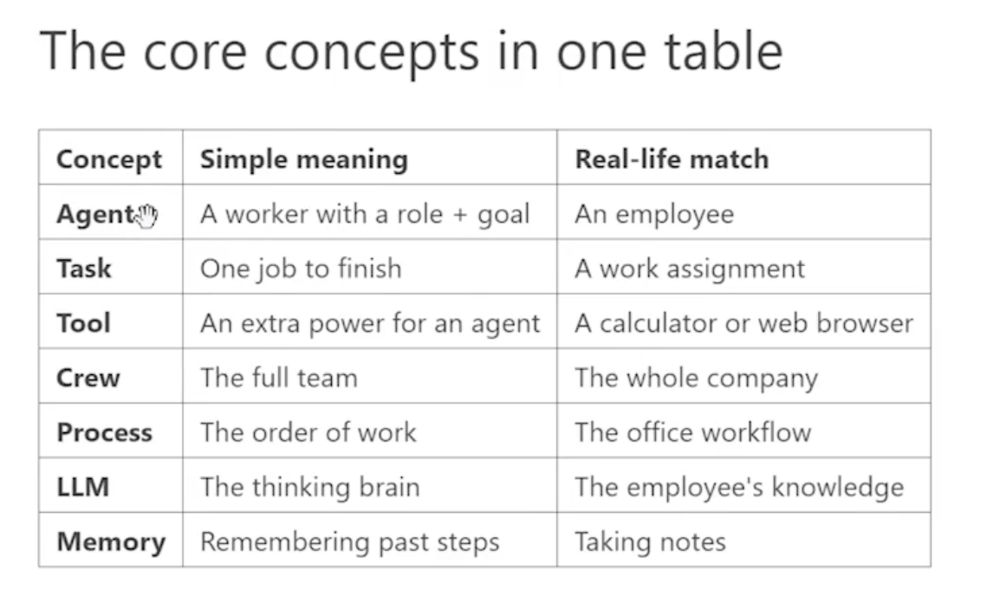 The core concepts in one table
Concept Simple meaning Real-life match
Agent A worker with a role + goal An employee
Task One job to finish A work assignment
Tool An extra power for an agent A calculator or web browser
Crew The full team The whole company
Process The order of work The office workflow
LLM The thinking brain The employee's knowledge
Memory Remembering past steps Taking notes